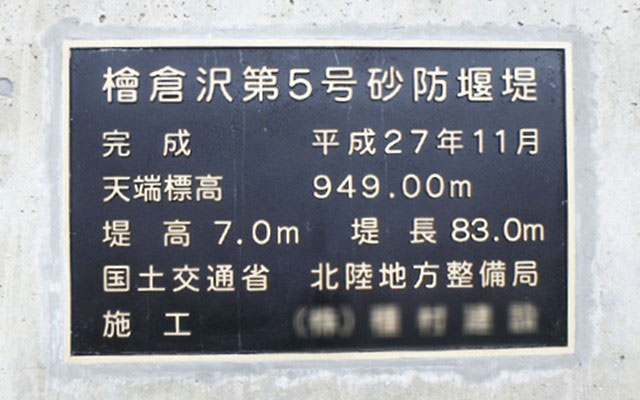 檜倉沢第5号砂防堰堤
完成 平成27年11月
天端標高 949.00m
堤高 7.0m 堤長 83.0m
国土交通省 北陸地方整備局
施工